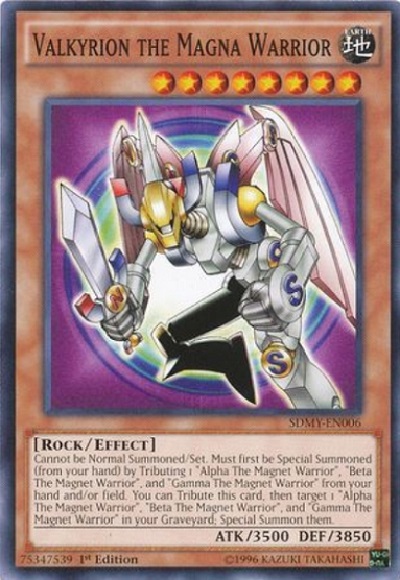 VALKYRION THE MAGNA WARRIOR
EARTH
地
N
S
S
SDMY-EN006
[ROCK/EFFECT]
Cannot be Normal Summoned/Set. Must first be Special Summoned
(from your hand) by Tributing 1 "Alpha The Magnet Warrior", "Beta
The Magnet Warrior", and "Gamma The Magnet Warrior" from your
hand and/or field. You can Tribute this card, then target 1 "Alpha
The Magnet Warrior", "Beta The Magnet Warrior", and "Gamma The
Magnet Warrior" in your Graveyard; Special Summon them.
ATK/3500 DEF/3850
75347539 1st Edition ©1996 KAZUKI TAKAHASHI